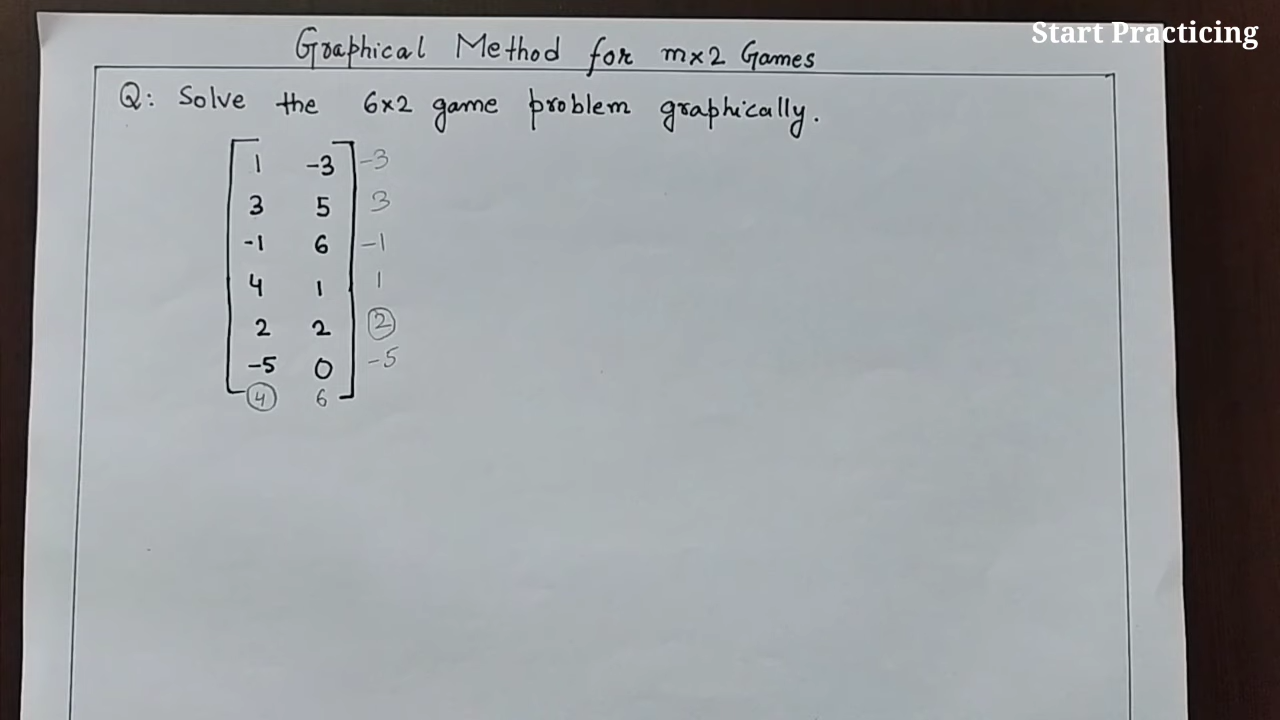 Start Practicing
Graphical Method for m×2 Games
Q: Solve the 6×2 game problem graphically.
1 -3 -3
3 5 3
-1 6 -1
4 1 1
2 2 2
-5 0 -5
4 6